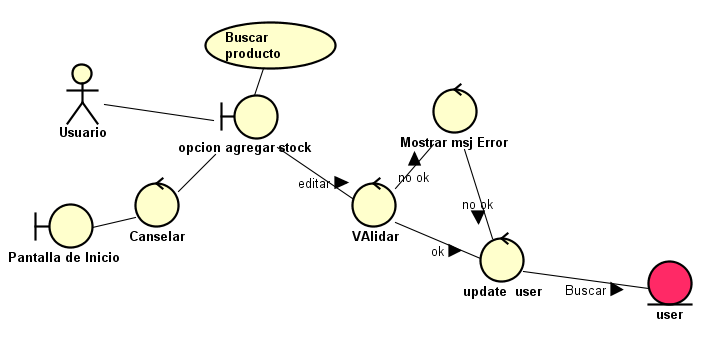 Buscar
producto
Usuario
opcion agregar stock
Mostrar msj Error
editar
no ok
no ok
Canselar
VAlidar
Pantalla de Inicio
ok
update  user
Buscar
user